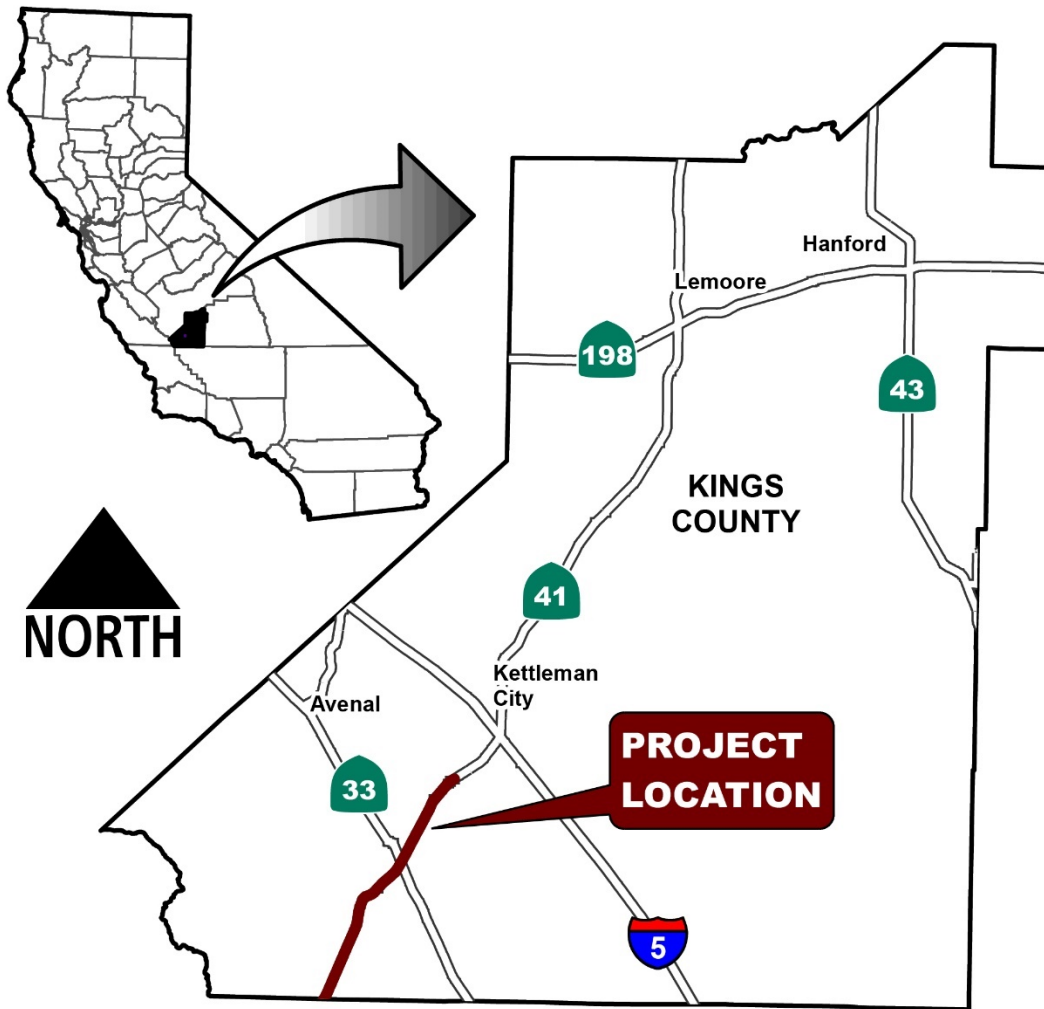 Hanford
Lemoore
198
43
KINGS
COUNTY
41
NORTH
Kettleman
City
Avenal
PROJECT
LOCATION
33
5